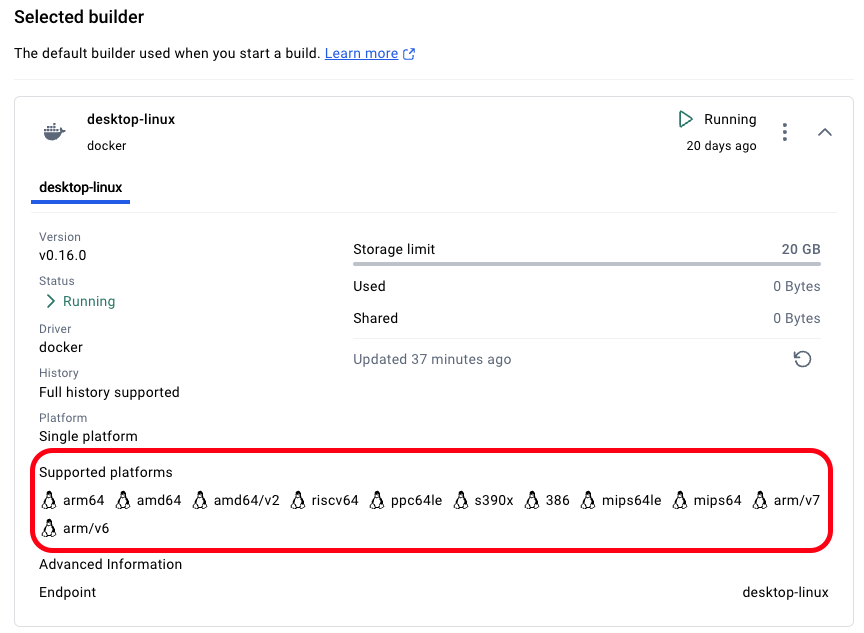 Selected builder
The default builder used when you start a build. Learn more
desktop-linux
Running
docker
20 days ago
desktop-linux
Version
v0.16.0
Status
Running
Driver
docker
History
Full history supported
Platform
Single platform
Storage limit 20 GB
Used 0 Bytes
Shared 0 Bytes
Updated 37 minutes ago
Supported platforms
arm64 amd64 amd64/v2 riscv64 ppc64le s390x 386 mips64le mips64 arm/v7
arm/v6
Advanced Information
Endpoint desktop-linux